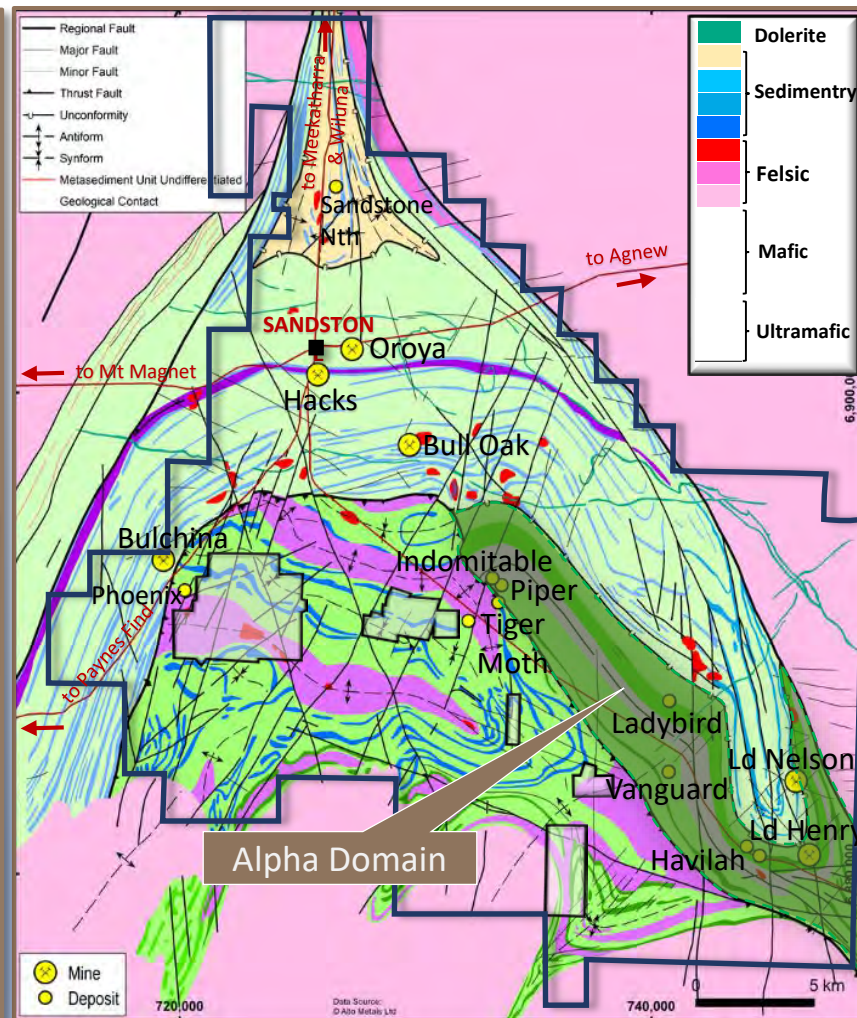 Regional Fault
Major Fault
Minor Fault
Thrust Fault
Unconformity
Antiform
Synform
Metasediment Unit Undifferentiated
Geological Contact
Dolerite
Sedimentry
Felsic
Mafic
Ultramafic
to Meekatharra
& Wiluna
Sandstone
Nth
to Agnew
SANDSTON
E
Oroya
to Mt Magnet
Hacks
6,900,0
Bull Oak
Bulchina
Indomitable
Phoenix
Piper
Tiger
to Paynes Find
Moth
Ladybird
Ld Nelson
Vanguard
Ld Henry
Alpha Domain
Havilah
Mine
Deposit
720,000
Data Source:
© Alto Metals Ltd
740,000
0
5 km